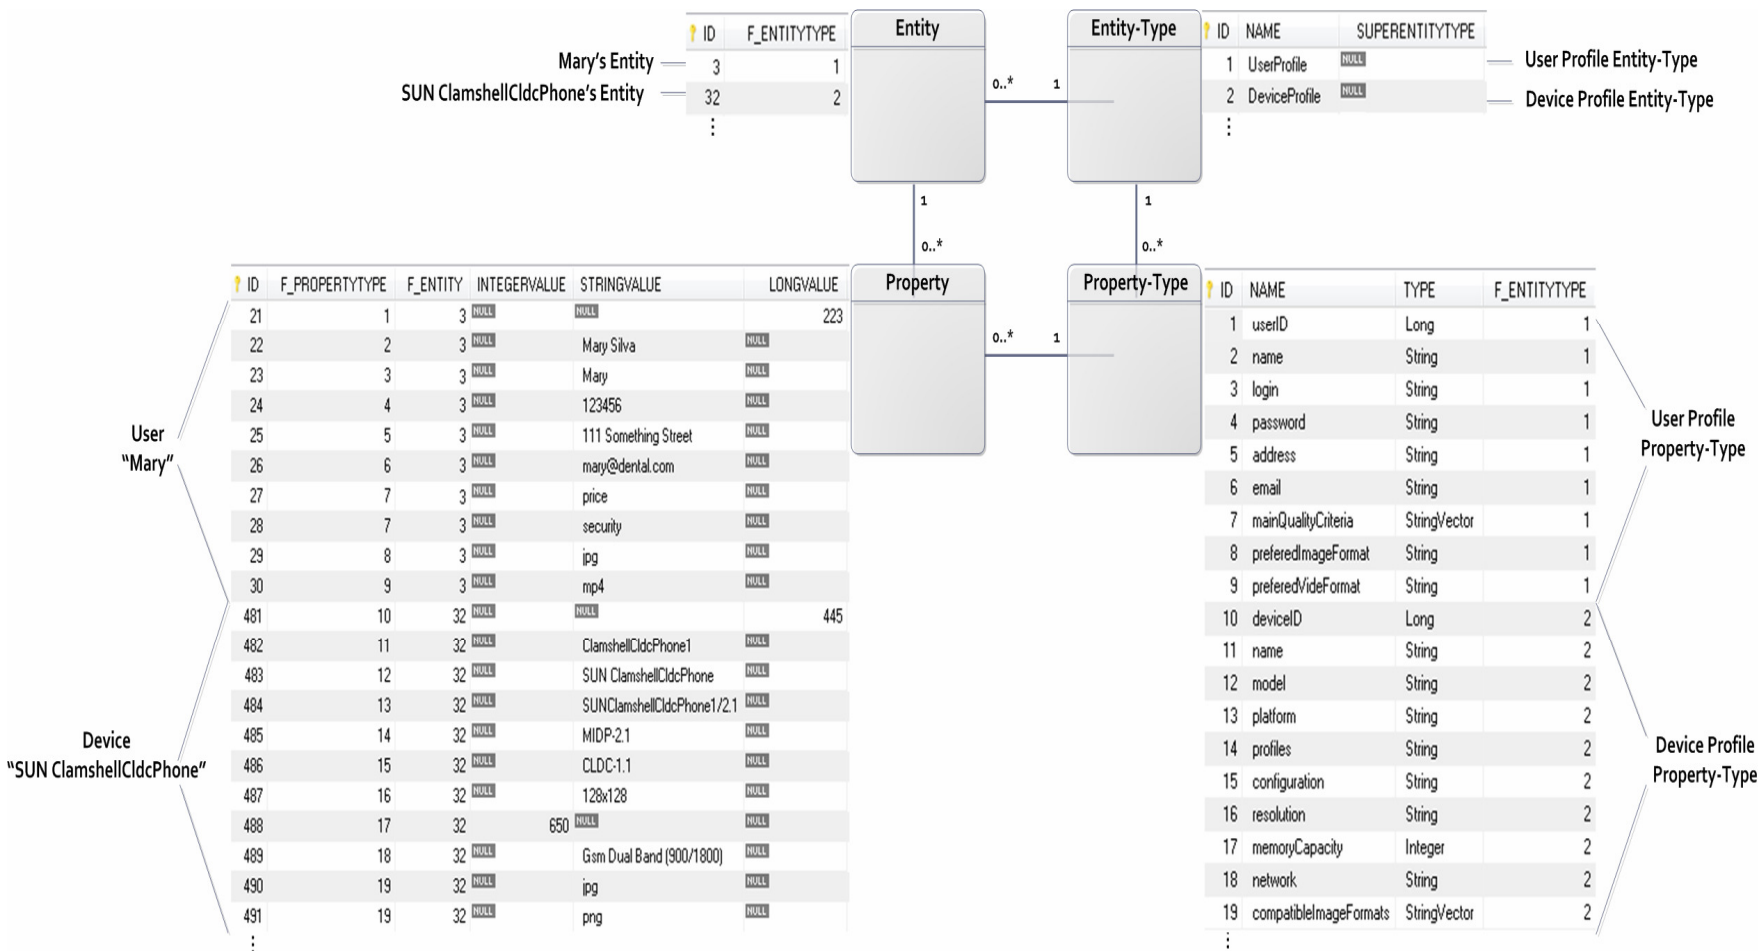 ID F_ENTITYTYPE
Mary's Entity
3 1
SUN ClamshellCldcPhone's Entity
32 2
Entity
0..* 1
Entity-Type
ID NAME SUPERENTITYTYPE
1 UserProfile NULL
2 DeviceProfile NULL
User Profile Entity-Type
Device Profile Entity-Type
1
0..*
1
0..*
Property
0..* 1
Property-Type
ID F_PROPERTYTYPE F_ENTITY INTEGERVALUE STRINGVALUE LONGVALUE
21 1 3 NULL NULL 223
22 2 3 NULL Mary Silva NULL
23 3 3 NULL Mary NULL
24 4 3 NULL 123456 NULL
25 5 3 NULL 111 Something Street NULL
26 6 3 NULL mary@dental.com NULL
27 7 3 NULL price NULL
28 7 3 NULL security NULL
29 8 3 NULL jpg NULL
30 9 3 NULL mp4 NULL
481 10 32 NULL NULL 445
482 11 32 NULL ClamshellCldcPhone1 NULL
483 12 32 NULL SUN ClamshellCldcPhone NULL
484 13 32 NULL SUNClamshellCldcPhone1/2.1 NULL
485 14 32 NULL MIDP-2.1 NULL
486 15 32 NULL CLDC-1.1 NULL
487 16 32 NULL 128x128 NULL
488 17 32 650 NULL NULL
489 18 32 NULL Gsm Dual Band (900/1800) NULL
490 19 32 NULL jpg NULL
491 19 32 NULL png NULL
User
"Mary"
Device
"SUN ClamshellCldcPhone"
ID NAME TYPE F_ENTITYTYPE
1 userID Long 1
2 name String 1
3 login String 1
4 password String 1
5 address String 1
6 email String 1
7 mainQualityCriteria StringVector 1
8 preferedImageFormat String 1
9 preferedVideFormat String 1
10 deviceID Long 2
11 name String 2
12 model String 2
13 platform String 2
14 profiles String 2
15 configuration String 2
16 resolution String 2
17 memoryCapacity Integer 2
18 network String 2
19 compatibleImageFormats StringVector 2
User Profile
Property-Type
Device Profile
Property-Type